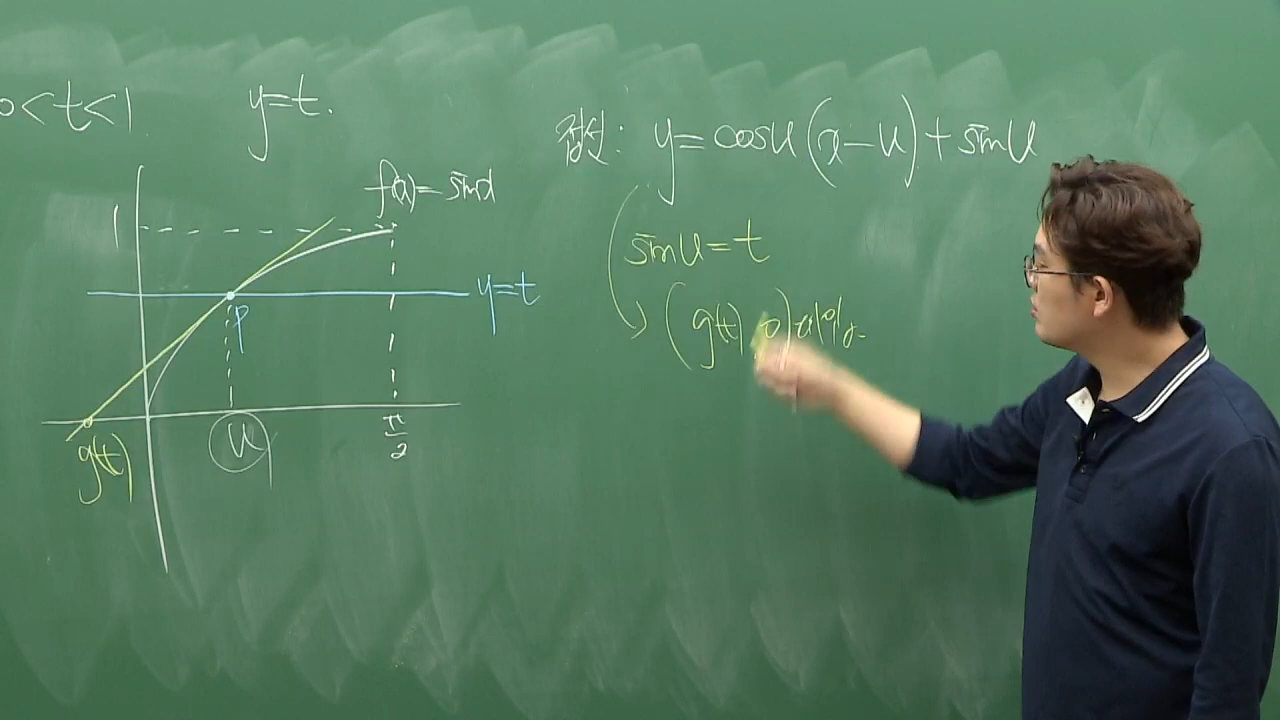 0<t<1
y=t.
접선: y=cosu(x-u)+sinu
f(x)=sinx
1
sinu=t
y=t
(g(t), 0) 대입
P
g(t)
u
π/2